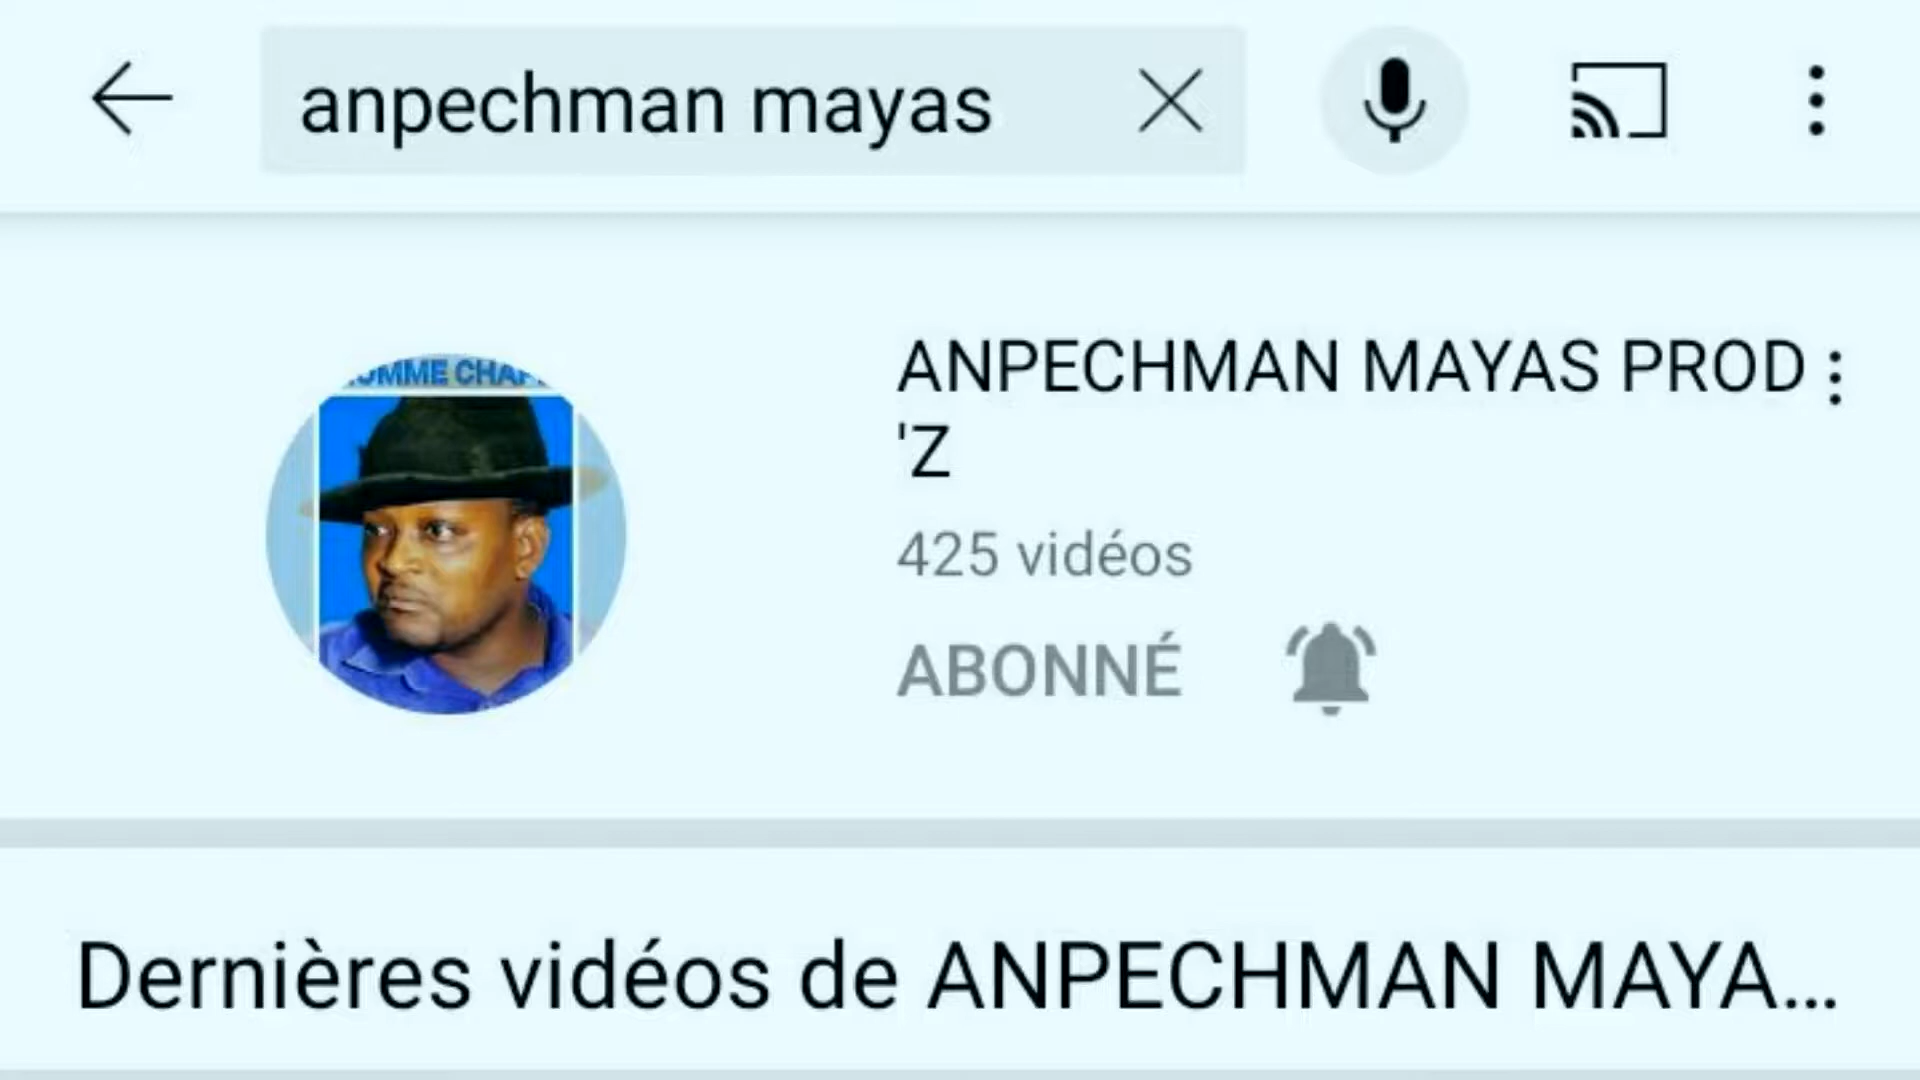 anpechman mayas
ANPECHMAN MAYAS PROD
'Z
425 vidéos
ABONNÉ
Dernières vidéos de ANPECHMAN MAYA...